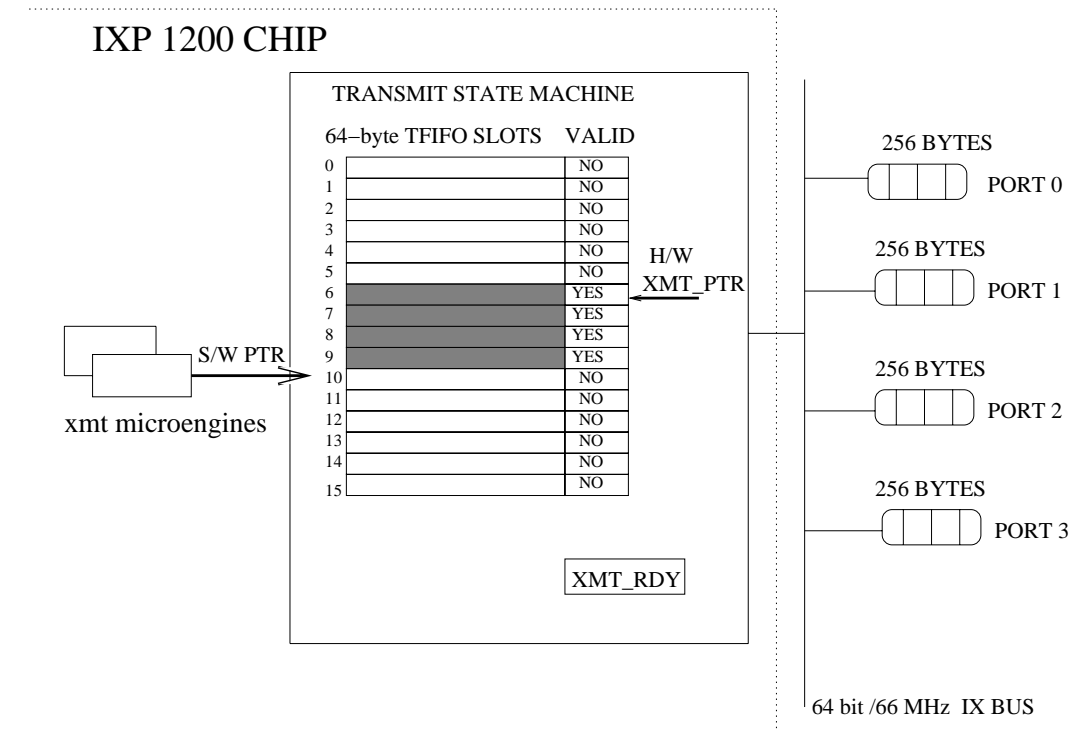 IXP 1200 CHIP
TRANSMIT STATE MACHINE
64−byte TFIFO SLOTS VALID
0 NO
1 NO
2 NO
3 NO
4 NO
5 NO
6 YES
7 YES
8 YES
9 YES
10 NO
11 NO
12 NO
13 NO
14 NO
15 NO
H/W
XMT_PTR
S/W PTR
xmt microengines
XMT_RDY
256 BYTES
PORT 0
256 BYTES
PORT 1
256 BYTES
PORT 2
256 BYTES
PORT 3
64 bit /66 MHz IX BUS